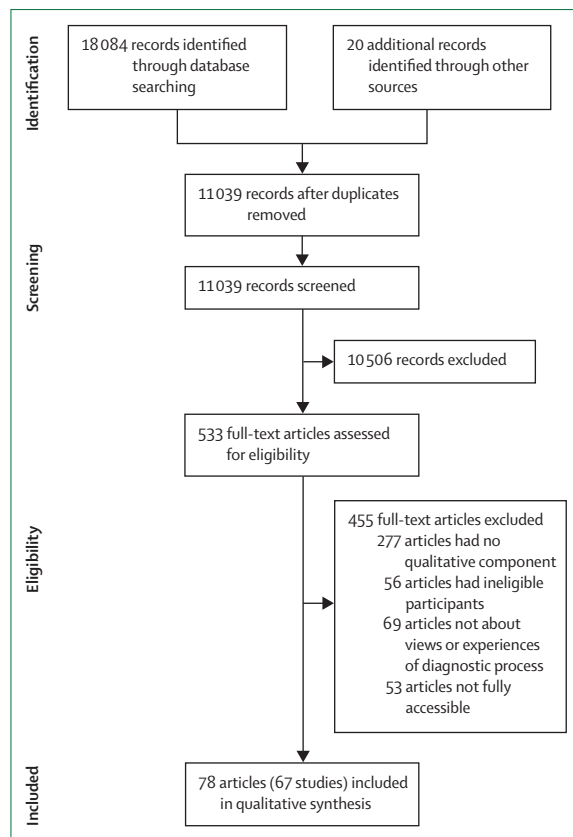 Identification
18 084 records identified
through database
searching
20 additional records
identified through other
sources
11 039 records after duplicates
removed
Screening
11 039 records screened
10 506 records excluded
533 full-text articles assessed
for eligibility
Eligibility
455 full-text articles excluded
277 articles had no
qualitative component
56 articles had ineligible
participants
69 articles not about
views or experiences
of diagnostic process
53 articles not fully
accessible
Included
78 articles (67 studies) included
in qualitative synthesis